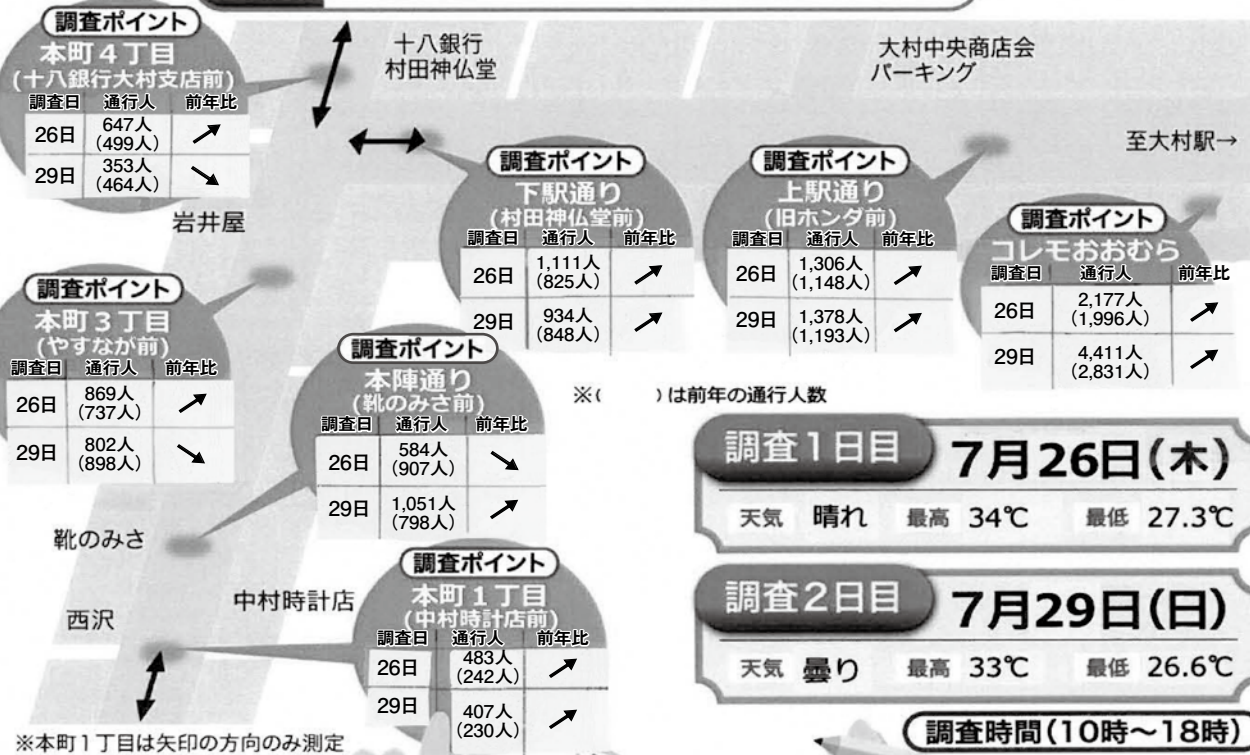 調査ポイント
本町4丁目
(十八銀行大村支店前)
調査日 通行人 前年比
26日 647人 (499人) ↗
29日 353人 (464人) ↘
十八銀行
村田神仏堂
大村中央商店会
パーキング
至大村駅→
岩井屋
調査ポイント
下駅通り
(村田神仏堂前)
調査日 通行人 前年比
26日 1,111人 (825人) ↗
29日 934人 (848人) ↗
調査ポイント
上駅通り
(旧ホンダ前)
調査日 通行人 前年比
26日 1,306人 (1,148人) ↗
29日 1,378人 (1,193人) ↗
調査ポイント
コレモおおむら
調査日 通行人 前年比
26日 2,177人 (1,996人) ↗
29日 4,411人 (2,831人) ↗
調査ポイント
本町3丁目
(やすなが前)
調査日 通行人 前年比
26日 869人 (737人) ↗
29日 802人 (898人) ↘
調査ポイント
本陣通り
(靴のみさ前)
調査日 通行人 前年比
26日 584人 (907人) ↘
29日 1,051人 (798人) ↗
※( )は前年の通行人数
靴のみさ
西沢
中村時計店
調査ポイント
本町1丁目
(中村時計店前)
調査日 通行人 前年比
26日 483人 (242人) ↗
29日 407人 (230人) ↗
※本町1丁目は矢印の方向のみ測定
調査1日目 7月26日(木)
天気 晴れ 最高 34℃ 最低 27.3℃
調査2日目 7月29日(日)
天気 曇り 最高 33℃ 最低 26.6℃
調査時間(10時〜18時)